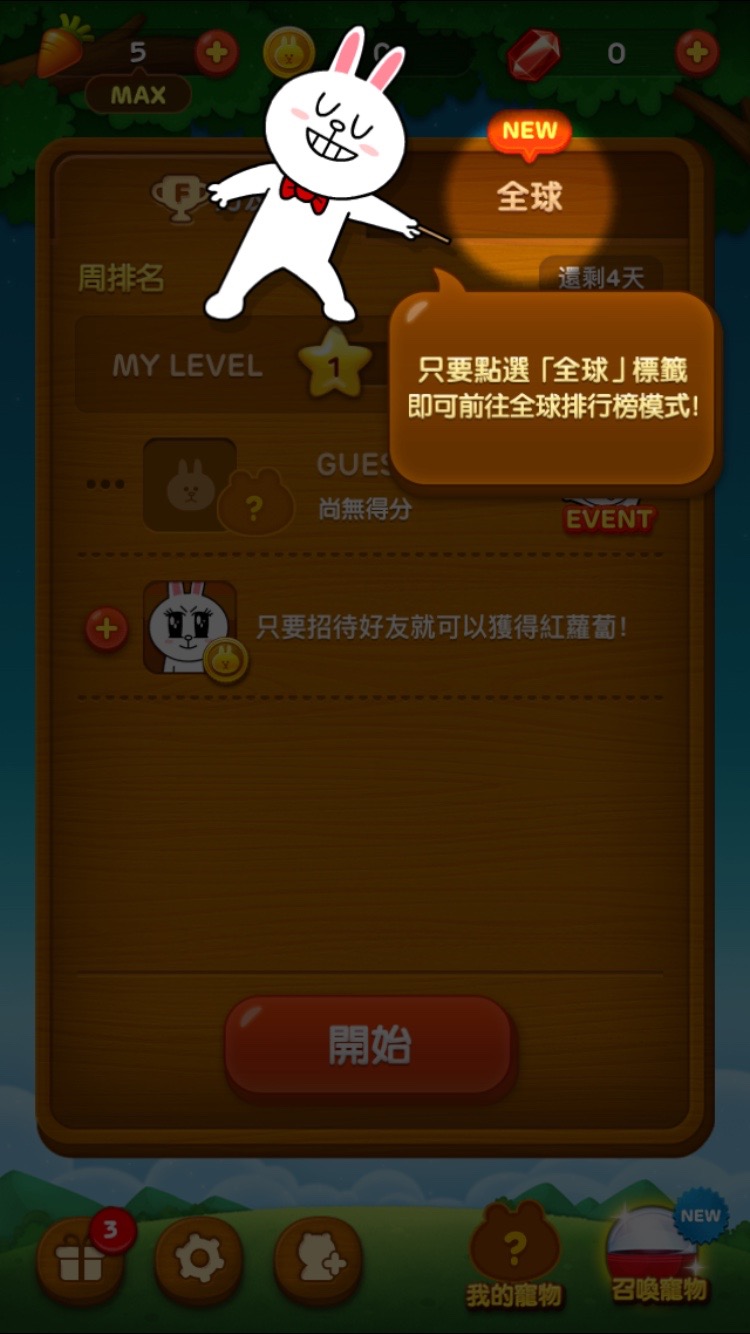 5
MAX
0
0
NEW
F
全球
周排名
還剩4天
MY LEVEL
1
只要點選「全球」標籤
即可前往全球排行榜模式!
GUES
?
尚無得分
EVENT
只要招待好友就可以獲得紅蘿蔔!
開始
3
NEW
?
我的寵物
召喚寵物